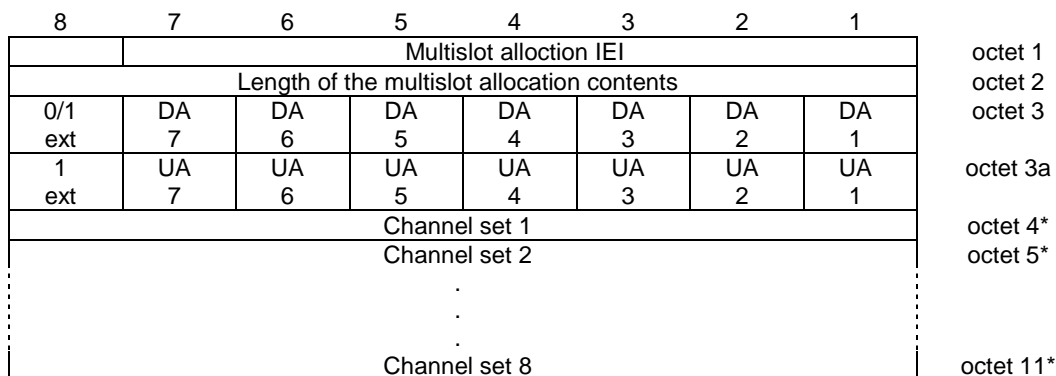 8 7 6 5 4 3 2 1
Multislot alloction IEI octet 1
Length of the multislot allocation contents octet 2
0/1 DA DA DA DA DA DA DA octet 3
ext 7 6 5 4 3 2 1
1 UA UA UA UA UA UA UA octet 3a
ext 7 6 5 4 3 2 1
Channel set 1 octet 4*
Channel set 2 octet 5*
.
.
.
Channel set 8 octet 11*